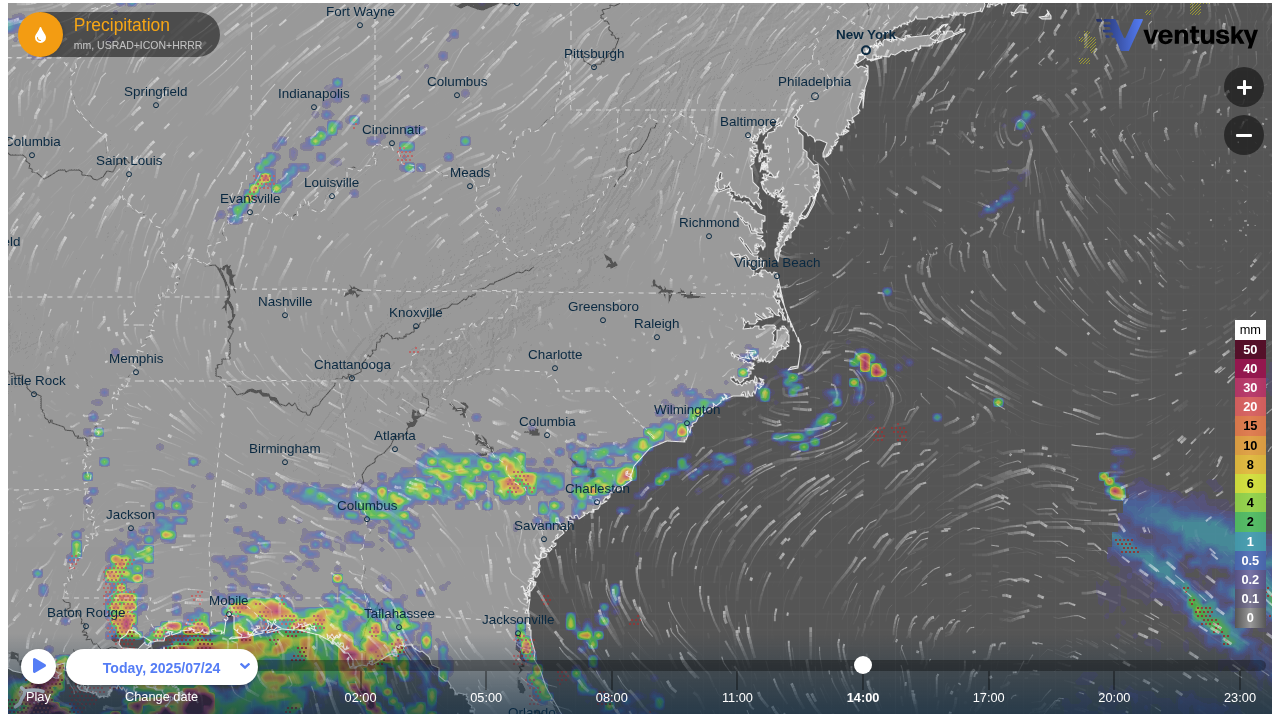 Fort Wayne
Precipitation
mm, USRAD+ICON+HRRR
New York
ventusky
Pittsburgh
Columbus
Philadelphia
Springfield
Indianapolis
Baltimore
Cincinnati
Columbia
Saint Louis
Meads
Louisville
Evansville
Richmond
eld
Virginia Beach
Nashville
Knoxville
Greensboro
Raligh
mm
50
Memphis
Chattanooga
Charlotte
40
Little Rock
30
Wilmington
20
Columbia
15
Atlanta
Birmingham
10
8
Charleston
6
Columbus
4
Jackson
Savannah
2
1
0.5
0.2
Mobile
0.1
Baton Rouge
Tallahassee
Jacksonville
0
Today, 2025/07/24
Play
Change date
02:00
05:00
08:00
11:00
14:00
17:00
20:00
23:00
Orlando